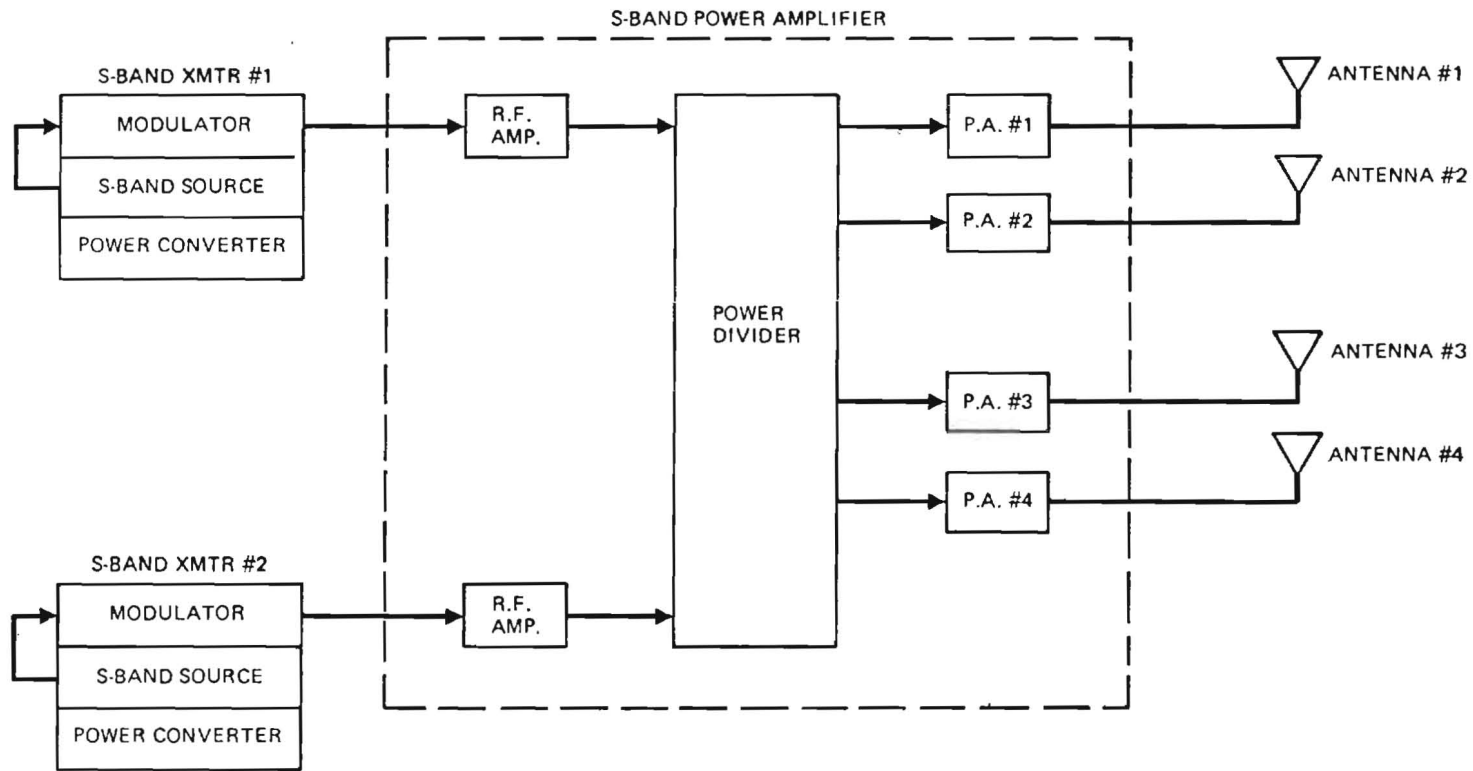 S-BAND POWER AMPLIFIER
S-BAND XMTR #1
MODULATOR
S-BAND SOURCE
POWER CONVERTER
R.F.
AMP.
POWER
DIVIDER
P.A. #1
P.A. #2
P.A. #3
P.A. #4
ANTENNA #1
ANTENNA #2
ANTENNA #3
ANTENNA #4
S-BAND XMTR #2
MODULATOR
S-BAND SOURCE
POWER CONVERTER
R.F.
AMP.